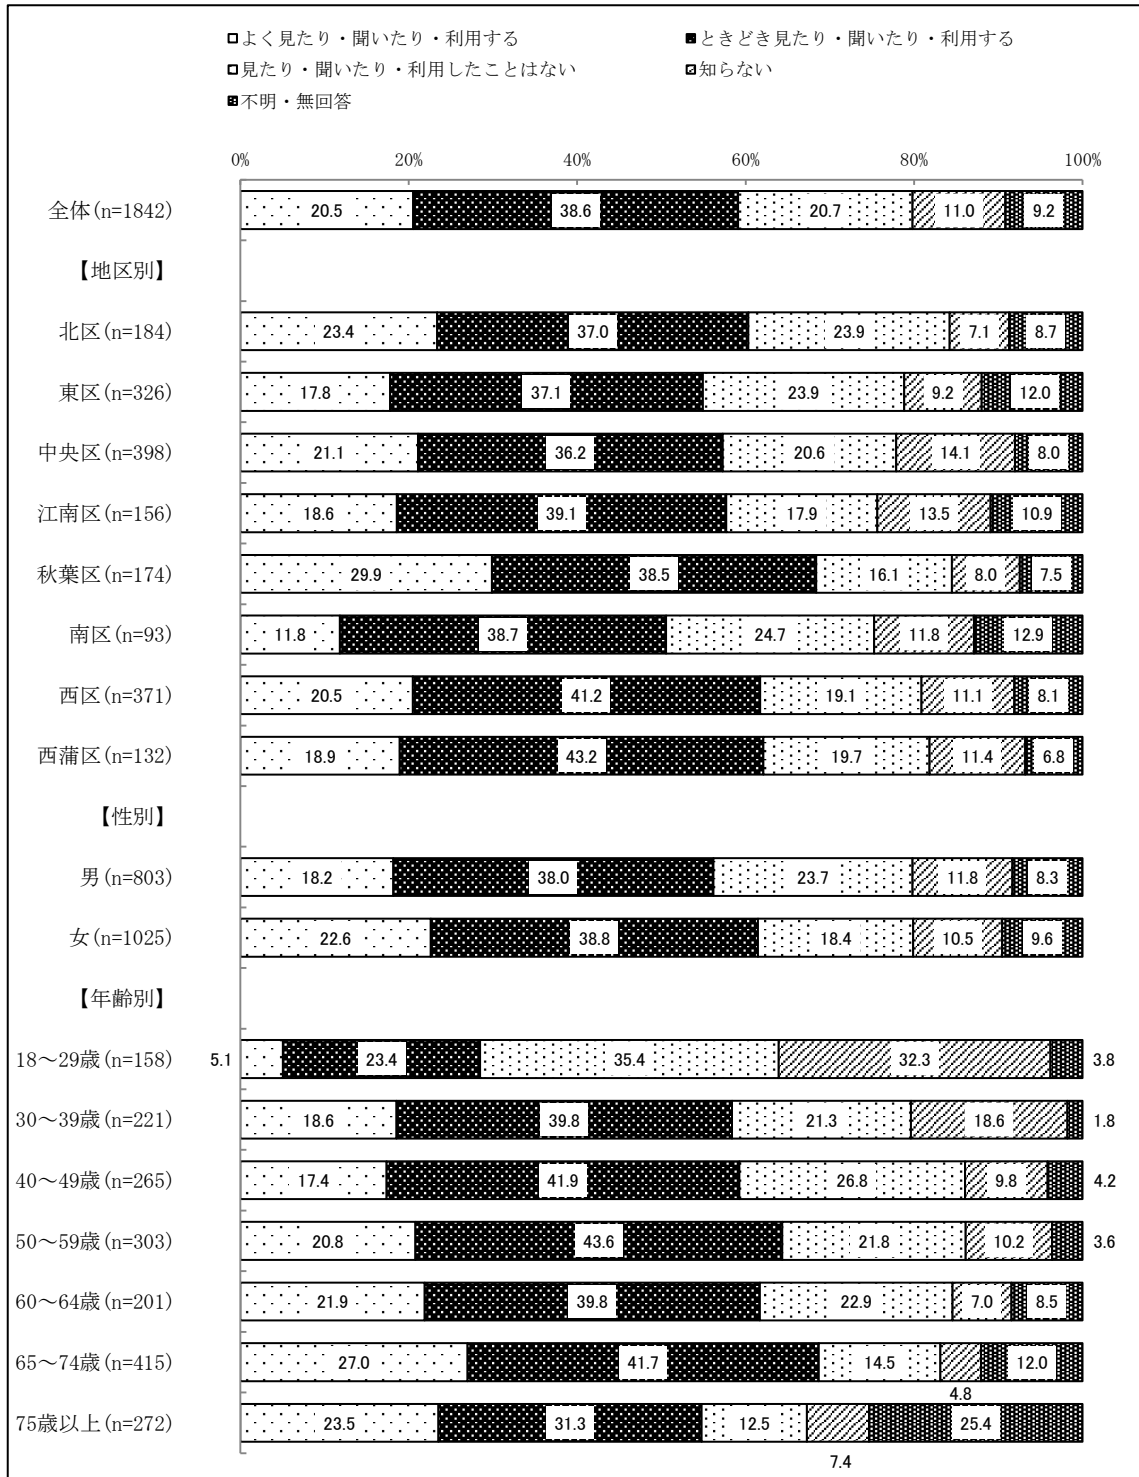 よく見たり・聞いたり・利用する ときどき見たり・聞いたり・利用する
見たり・聞いたり・利用したことはない 知らない
不明・無回答
0% 20% 40% 60% 80% 100%
全体(n=1842) 20.5 38.6 20.7 11.0 9.2
【地区別】
北区(n=184) 23.4 37.0 23.9 7.1 8.7
東区(n=326) 17.8 37.1 23.9 9.2 12.0
中央区(n=398) 21.1 36.2 20.6 14.1 8.0
江南区(n=156) 18.6 39.1 17.9 13.5 10.9
秋葉区(n=174) 29.9 38.5 16.1 8.0 7.5
南区(n=93) 11.8 38.7 24.7 11.8 12.9
西区(n=371) 20.5 41.2 19.1 11.1 8.1
西蒲区(n=132) 18.9 43.2 19.7 11.4 6.8
【性別】
男(n=803) 18.2 38.0 23.7 11.8 8.3
女(n=1025) 22.6 38.8 18.4 10.5 9.6
【年齢別】
18～29歳(n=158) 5.1 23.4 35.4 32.3 3.8
30～39歳(n=221) 18.6 39.8 21.3 18.6 1.8
40～49歳(n=265) 17.4 41.9 26.8 9.8 4.2
50～59歳(n=303) 20.8 43.6 21.8 10.2 3.6
60～64歳(n=201) 21.9 39.8 22.9 7.0 8.5
65～74歳(n=415) 27.0 41.7 14.5 4.8 12.0
75歳以上(n=272) 23.5 31.3 12.5 7.4 25.4